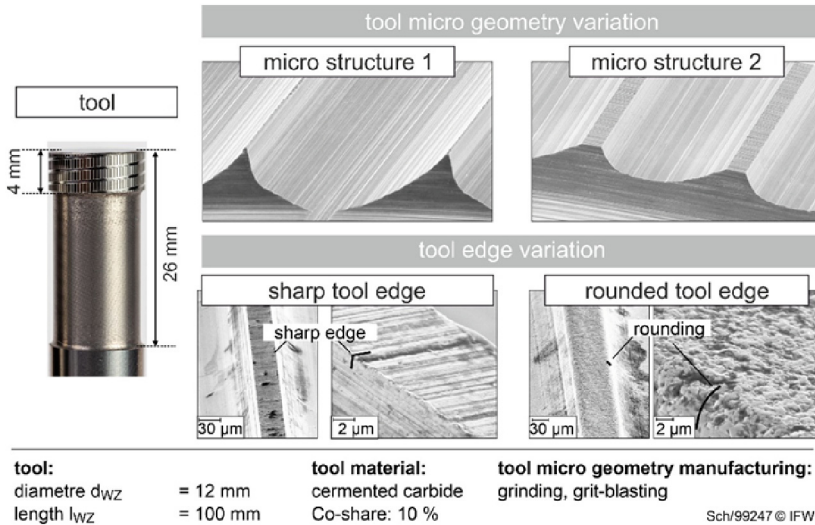 tool micro geometry variation
micro structure 1
micro structure 2
tool
4 mm
26 mm
tool edge variation
sharp tool edge
rounded tool edge
sharp edge
rounding
30 µm
2 µm
30 µm
2 µm
tool:
diametre dWZ = 12 mm
length lWZ = 100 mm
tool material:
cermented carbide
Co-share: 10 %
tool micro geometry manufacturing:
grinding, grit-blasting
Sch/99247 © IFW